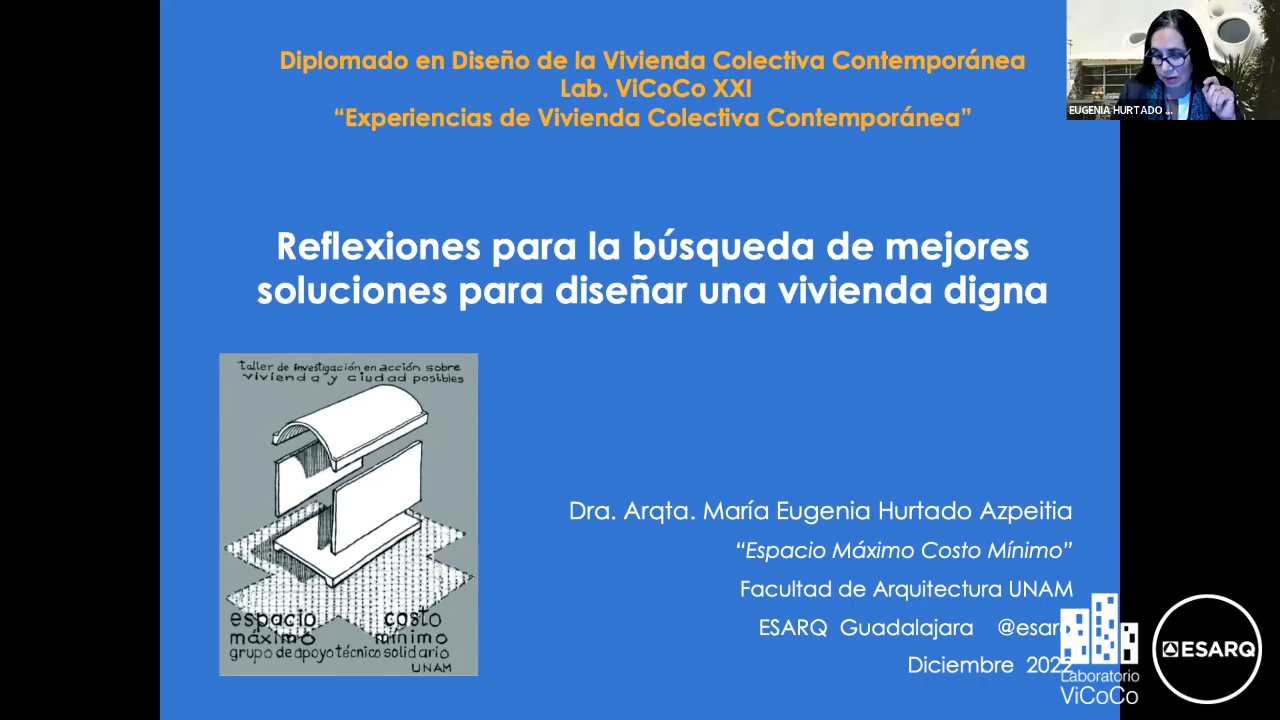 Diplomado en Diseño de la Vivienda Colectiva Contemporánea
Lab. ViCoCo XXI
“Experiencias de Vivienda Colectiva Contemporánea”
EUGENIA HURTADO ...
Reflexiones para la búsqueda de mejores
soluciones para diseñar una vivienda digna
taller de investigación en acción sobre
vivienda y ciudad posibles
espacio costo
máximo mínimo
grupo de apoyo técnico solidario
UNAM
Dra. Arqta. María Eugenia Hurtado Azpeitia
“Espacio Máximo Costo Mínimo”
Facultad de Arquitectura UNAM
ESARQ Guadalajara @esarq
Diciembre 2022
Laboratorio
ViCoCo
ESARQ